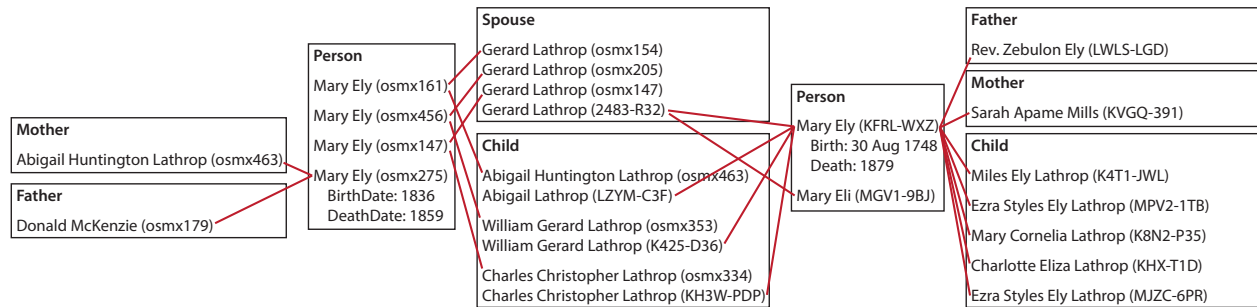 Mother
Abigail Huntington Lathrop (osmx463)
Father
Donald McKenzie (osmx179)
Person
Mary Ely (osmx161)
Mary Ely (osmx456)
Mary Ely (osmx147)
Mary Ely (osmx275)
BirthDate: 1836
DeathDate: 1859
Spouse
Gerard Lathrop (osmx154)
Gerard Lathrop (osmx205)
Gerard Lathrop (osmx147)
Gerard Lathrop (2483-R32)
Child
Abigail Huntington Lathrop (osmx463)
Abigail Lathrop (LZYM-C3F)
William Gerard Lathrop (osmx353)
William Gerard Lathrop (K425-D36)
Charles Christopher Lathrop (osmx334)
Charles Christopher Lathrop (KH3W-PDP)
Person
Mary Ely (KFRL-WXZ)
Birth: 30 Aug 1748
Death: 1879
Mary Eli (MGV1-9BJ)
Father
Rev. Zebulon Ely (LWLS-LGD)
Mother
Sarah Apame Mills (KVGQ-391)
Child
Miles Ely Lathrop (K4T1-JWL)
Ezra Styles Ely Lathrop (MPV2-1TB)
Mary Cornelia Lathrop (K8N2-P35)
Charlotte Eliza Lathrop (KHX-T1D)
Ezra Styles Ely Lathrop (MJZC-6PR)